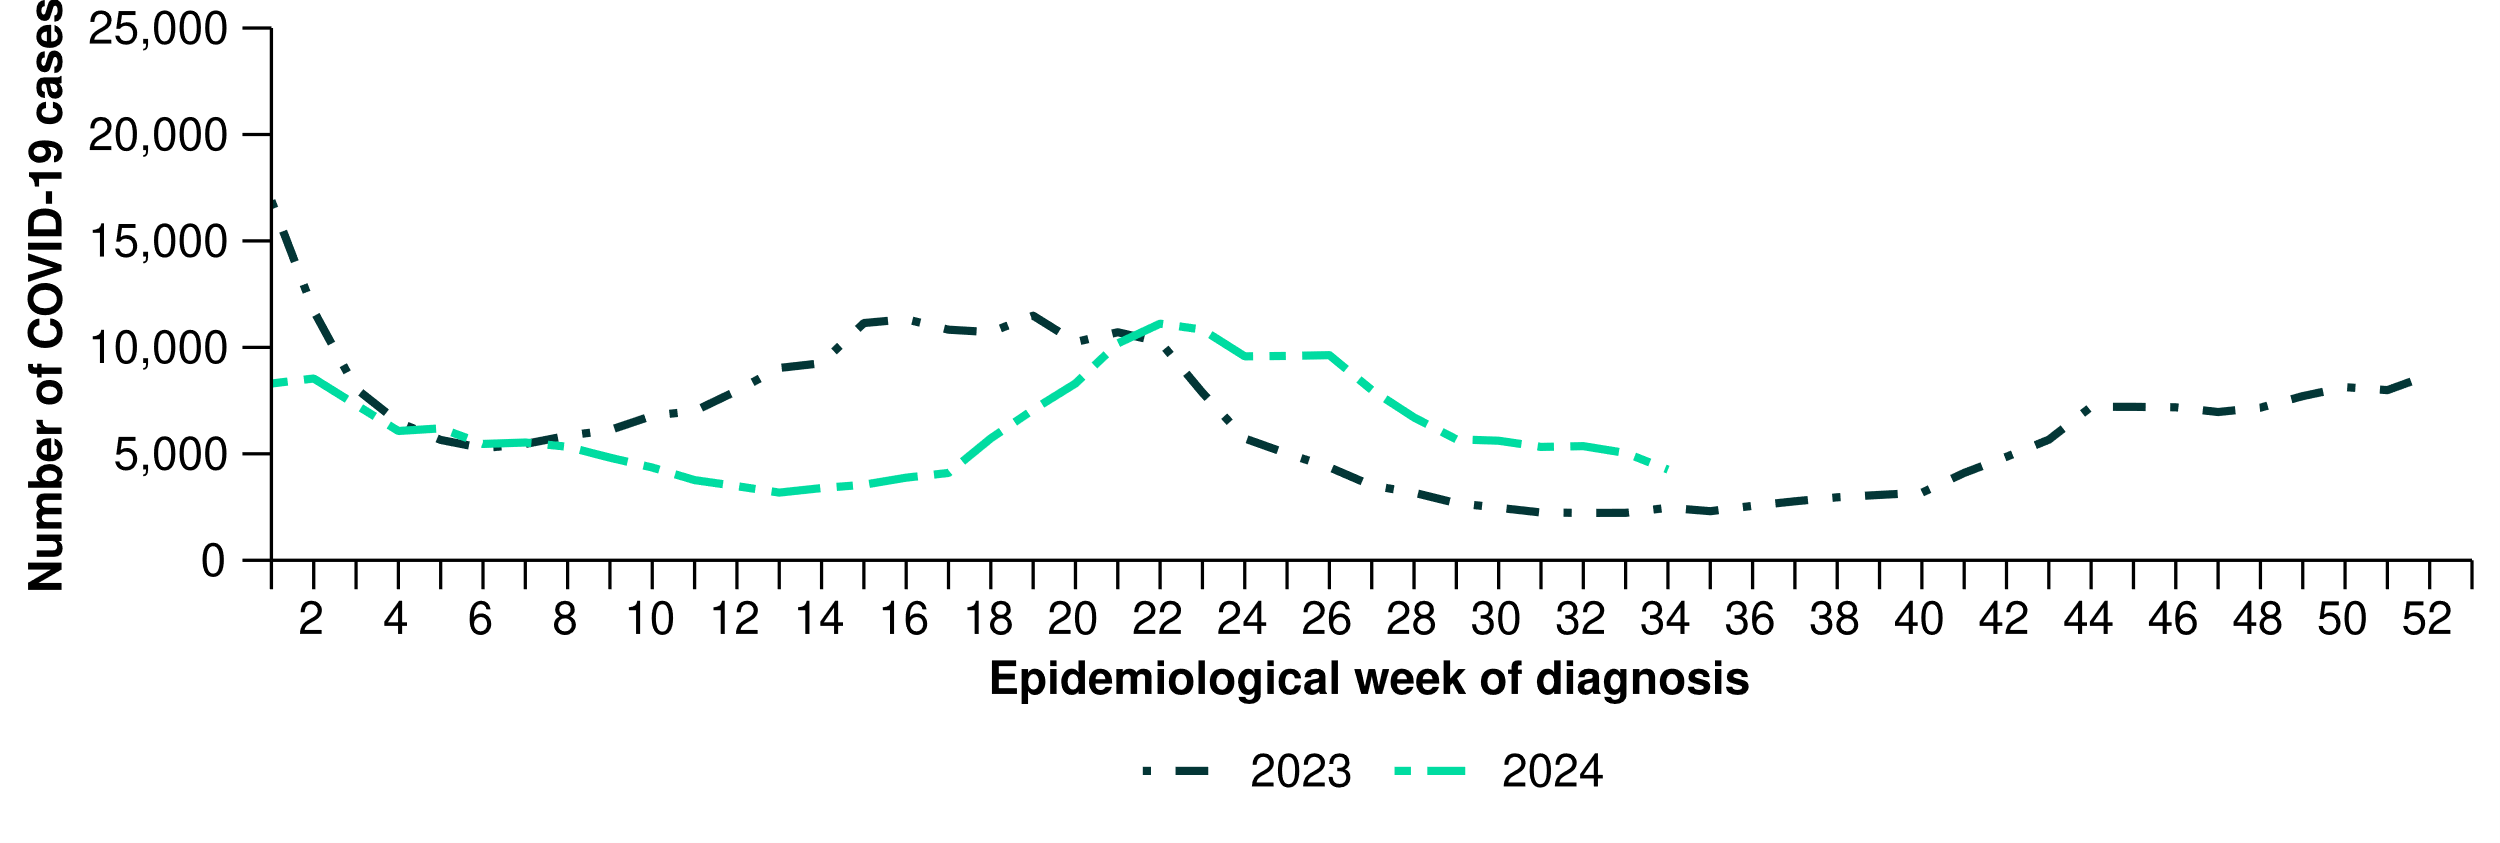 Number of COVID-19 cases
25,000
20,000
15,000
10,000
5,000
0
2 4 6 8 10 12 14 16 18 20 22 24 26 28 30 32 34 36 38 40 42 44 46 48 50 52
Epidemiological week of diagnosis
2023 2024